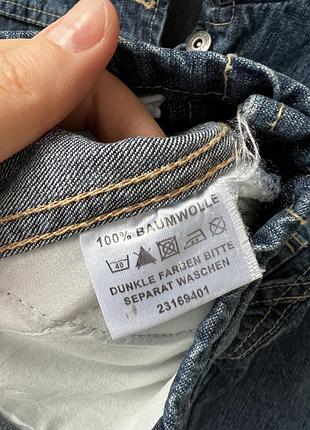 100% BAUMWOLLE
40
DUNKLE FARBEN BITTE
SEPARAT WASCHEN
23169401